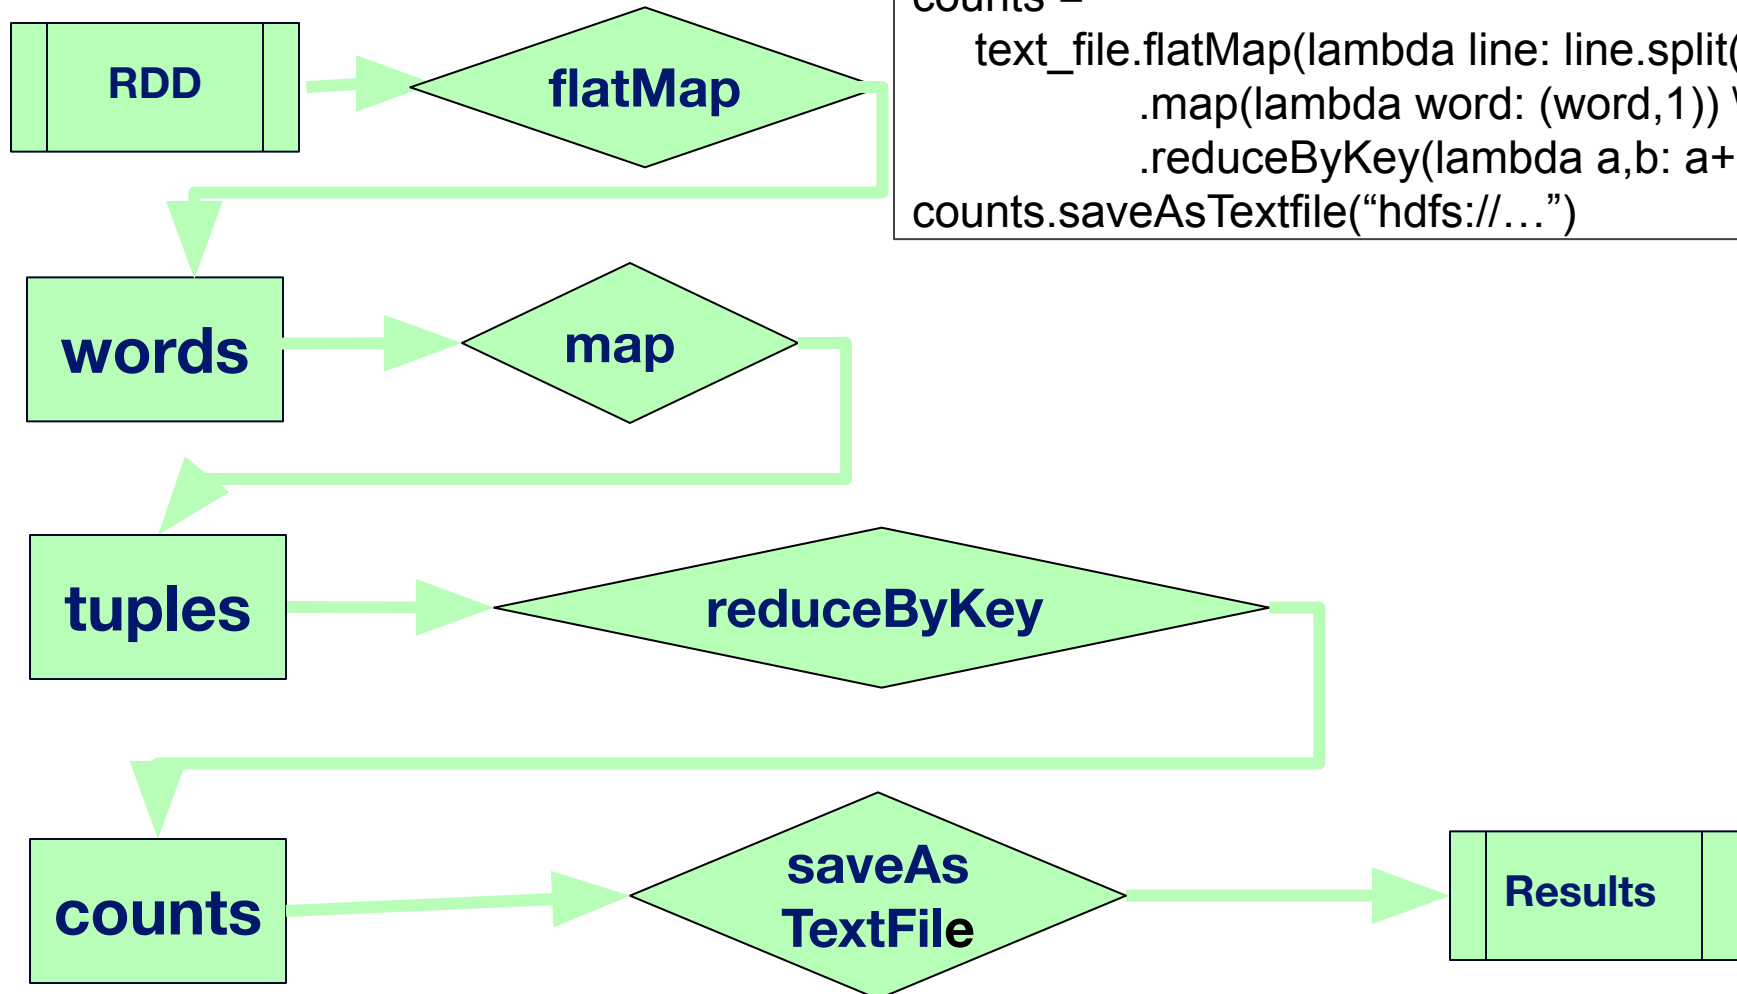 counts =
text_file.flatMap(lambda line: line.split(
.map(lambda word: (word,1)) \
.reduceByKey(lambda a,b: a+
counts.saveAsTextfile(“hdfs://…”)
RDD
flatMap
words
map
tuples
reduceByKey
counts
saveAs
TextFile
Results